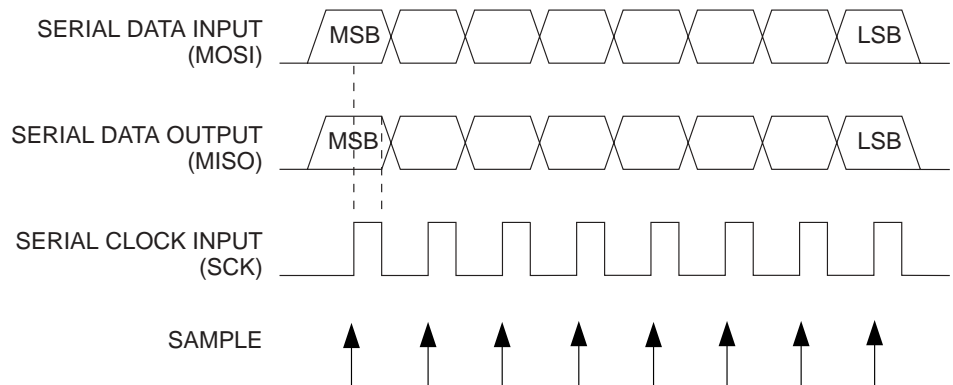 SERIAL DATA INPUT
(MOSI)
MSB
LSB
SERIAL DATA OUTPUT
(MISO)
MSB
LSB
SERIAL CLOCK INPUT
(SCK)
SAMPLE